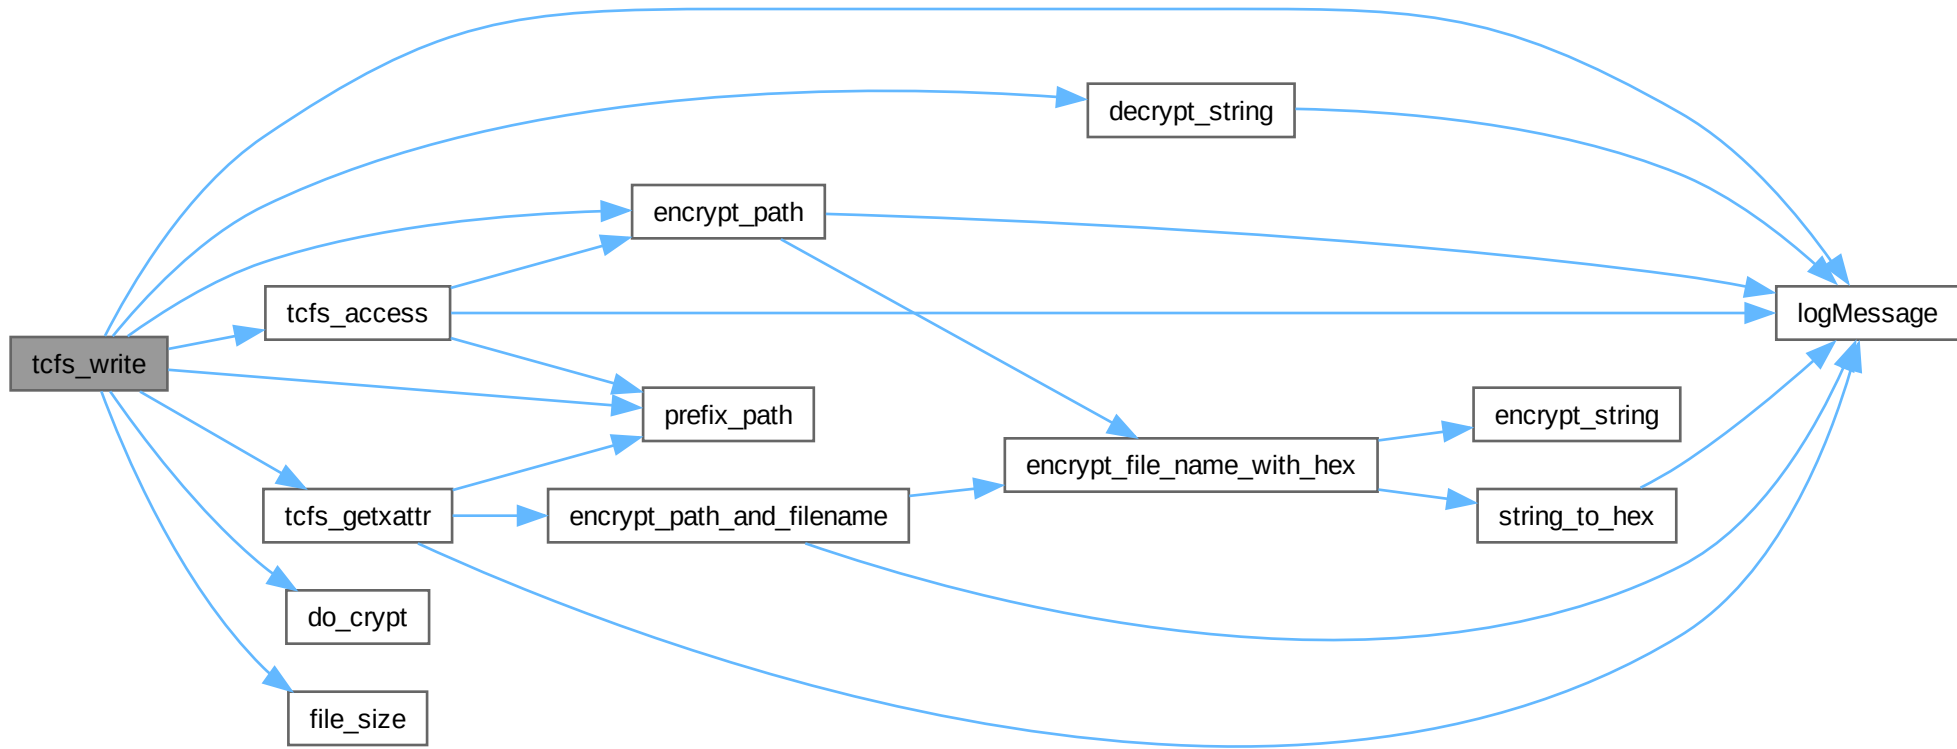 decrypt_string
encrypt_path
tcfs_access
logMessage
tcfs_write
prefix_path
encrypt_string
encrypt_file_name_with_hex
tcfs_getxattr
encrypt_path_and_filename
string_to_hex
do_crypt
file_size